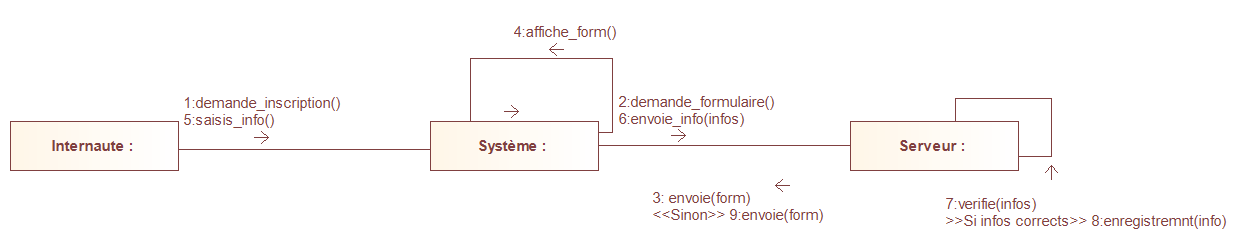 4:affiche_form()
1:demande_inscription()
5:saisis_info()
2:demande_formulaire()
6:envoie_info(infos)
Internaute :
Système :
Serveur :
3: envoie(form)
<<Sinon>> 9:envoie(form)
7:verifie(infos)
>>Si infos corrects>> 8:enregistremnt(info)